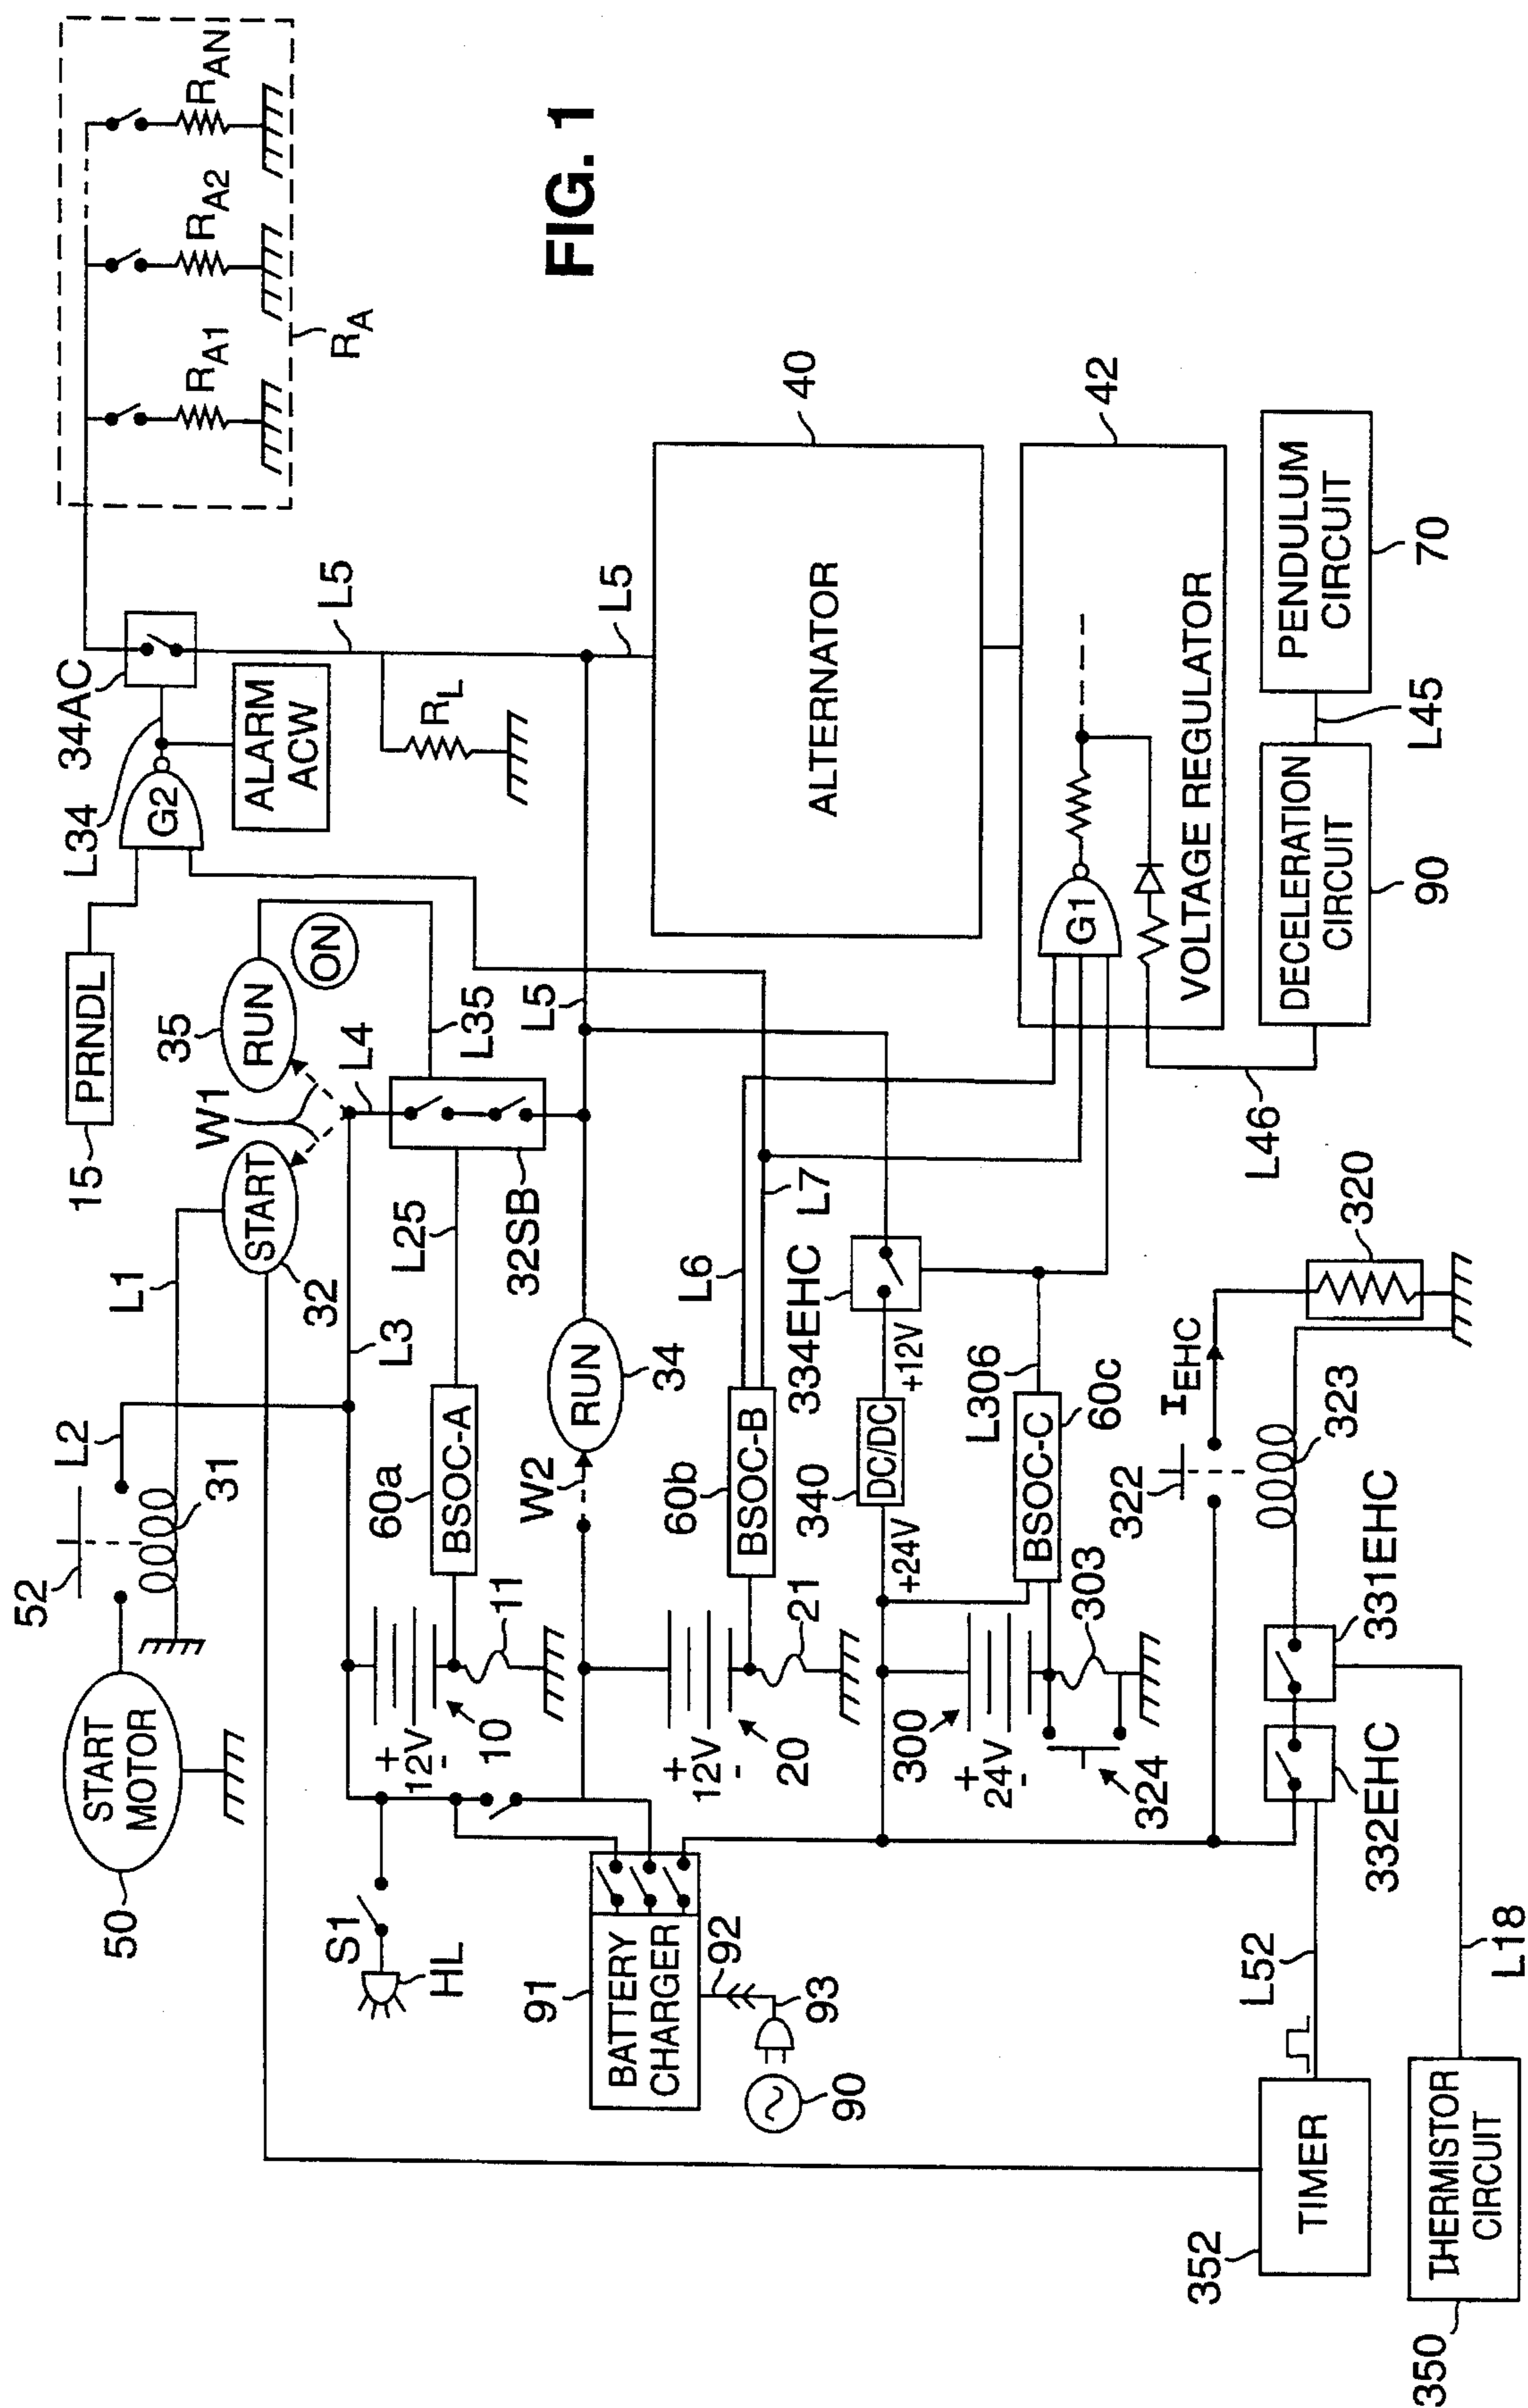 FIG. 1
50
START
MOTOR
52
31
L2
L1
15
PRNDL
L34
34AC
G2
ALARM
ACW
RA1
RA2
RAN
RA
S1
HL
L3
32
START
W1
35
RUN
ON
L4
L35
L25
32SB
60a
BSOC-A
10
+
12V
-
11
L5
L5
L5
RL
W2
RUN
34
91
BATTERY
CHARGER
92
93
90
+
12V
-
20
21
60b
BSOC-B
L6
L7
334EHC
+24V
340
DC/DC
+12V
L306
300
+
24V
-
324
303
BSOC-C
60c
40
ALTERNATOR
42
G1
VOLTAGE REGULATOR
L46
DECELERATION
CIRCUIT
90
L45
PENDULUM
CIRCUIT
70
322
IEHC
320
323
331EHC
332EHC
L52
L18
352
TIMER
350
THERMISTOR
CIRCUIT